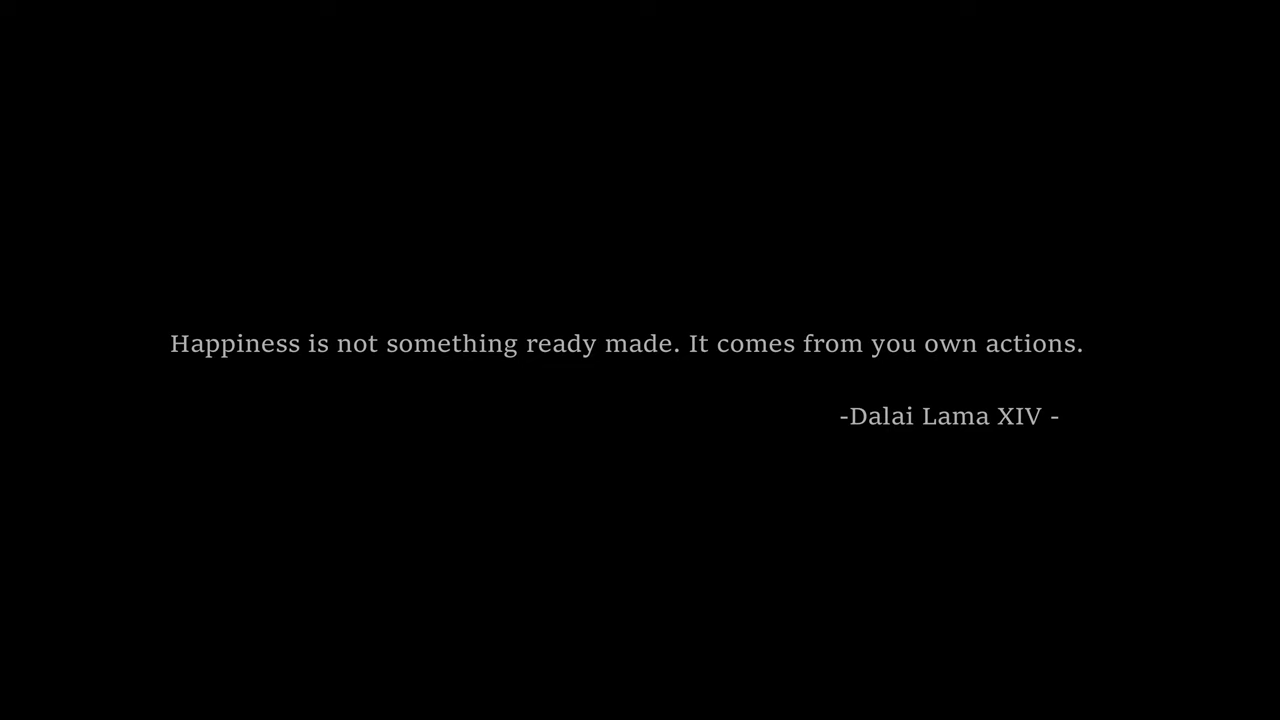 Happiness is not something ready made. It comes from you own actions.
-Dalai Lama XIV -